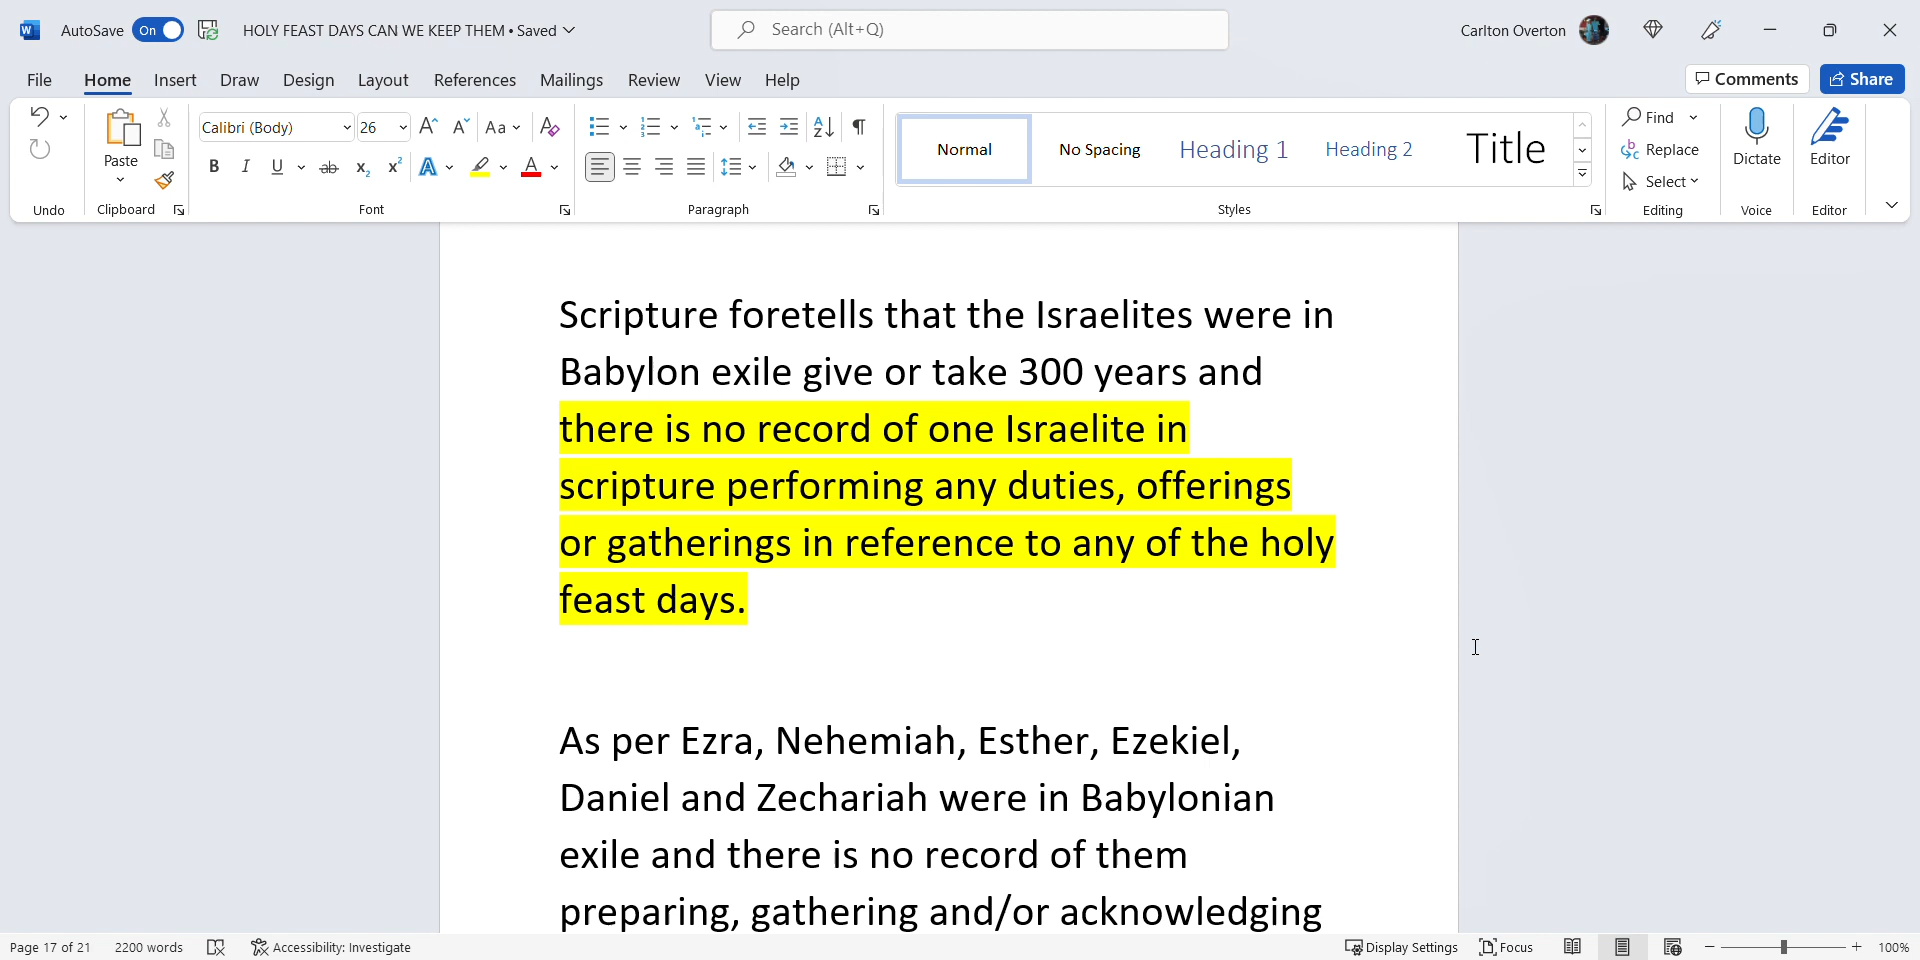 AutoSave On HOLY FEAST DAYS CAN WE KEEP THEM • Saved Search (Alt+Q) Carlton Overton
File Home Insert Draw Design Layout References Mailings Review View Help Comments Share
Calibri (Body) 26 Aa
Paste
Normal No Spacing Heading 1 Heading 2 Title
Find
Replace
Select
Dictate Editor
Undo Clipboard Font Paragraph Styles Editing Voice Editor
Scripture foretells that the Israelites were in
Babylon exile give or take 300 years and
there is no record of one Israelite in
scripture performing any duties, offerings
or gatherings in reference to any of the holy
feast days.
As per Ezra, Nehemiah, Esther, Ezekiel,
Daniel and Zechariah were in Babylonian
exile and there is no record of them
preparing, gathering and/or acknowledging
Page 17 of 21 2200 words Accessibility: Investigate Display Settings Focus 100%